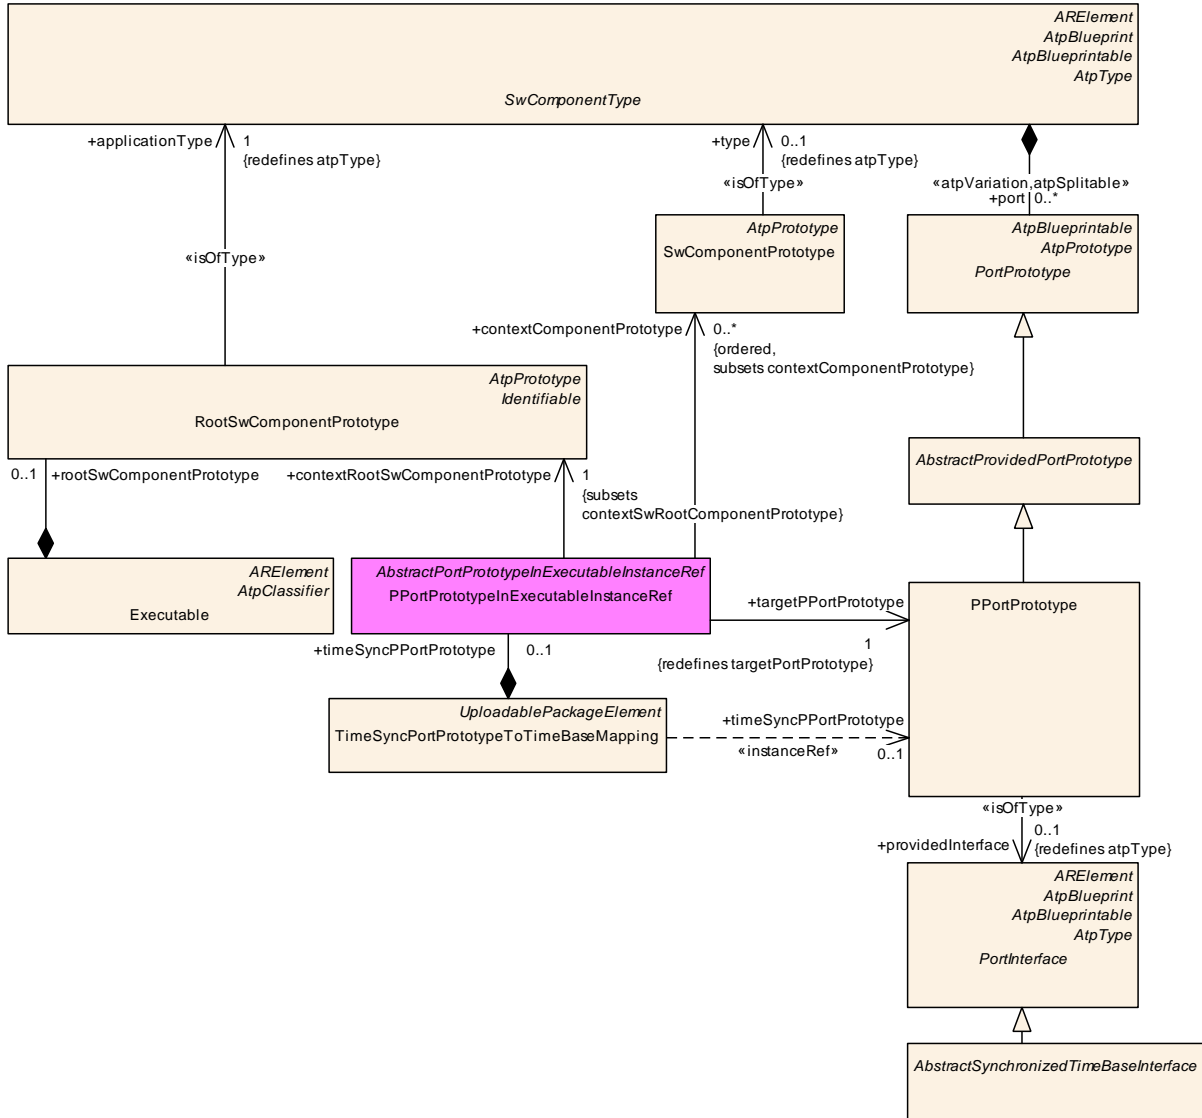 ARElement
AtpBlueprint
AtpBlueprintable
AtpType
SwComponentType
+applicationType
1
{redefines atpType}
+type
0..1
{redefines atpType}
«isOfType»
«atpVariation,atpSplitable»
+port 0..*
AtpPrototype
SwComponentPrototype
AtpBlueprintable
AtpPrototype
PortPrototype
«isOfType»
+contextComponentPrototype
0..*
{ordered,
subsets contextComponentPrototype}
AtpPrototype
Identifiable
RootSwComponentPrototype
AbstractProvidedPortPrototype
0..1
+rootSwComponentPrototype
+contextRootSwComponentPrototype
1
{subsets
contextSwRootComponentPrototype}
ARElement
AtpClassifier
Executable
AbstractPortPrototypeInExecutableInstanceRef
PPortPrototypeInExecutableInstanceRef
+targetPPortPrototype
1
{redefines targetPortPrototype}
PPortPrototype
+timeSyncPPortPrototype
0..1
UploadablePackageElement
TimeSyncPortPrototypeToTimeBaseMapping
+timeSyncPPortPrototype
«instanceRef»
0..1
«isOfType»
+providedInterface
0..1
{redefines atpType}
ARElement
AtpBlueprint
AtpBlueprintable
AtpType
PortInterface
AbstractSynchronizedTimeBaseInterface